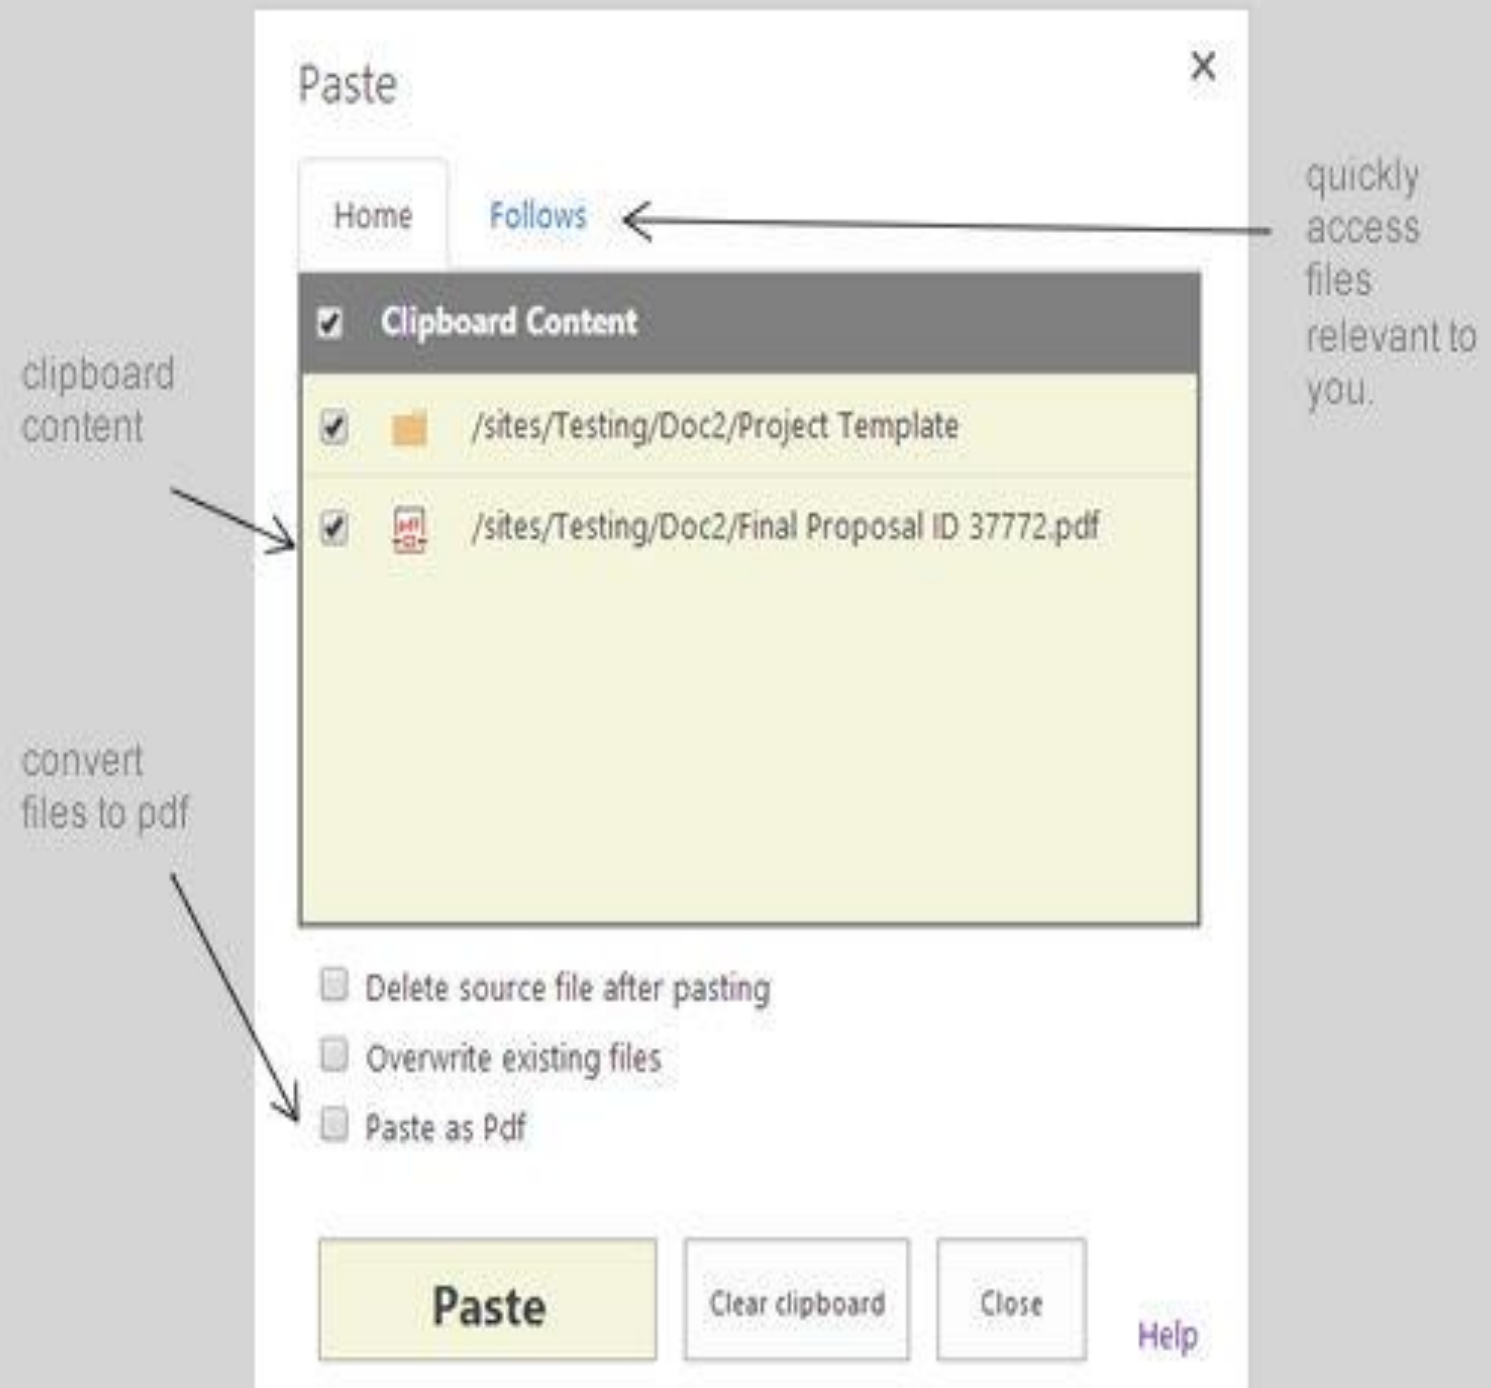 Paste
Home
Follows
quickly
access
files
relevant to
you.
Clipboard Content
clipboard
content
/sites/Testing/Doc2/Project Template
/sites/Testing/Doc2/Final Proposal ID 37772.pdf
convert
files to pdf
Delete source file after pasting
Overwrite existing files
Paste as Pdf
Paste
Clear clipboard
Close
Help